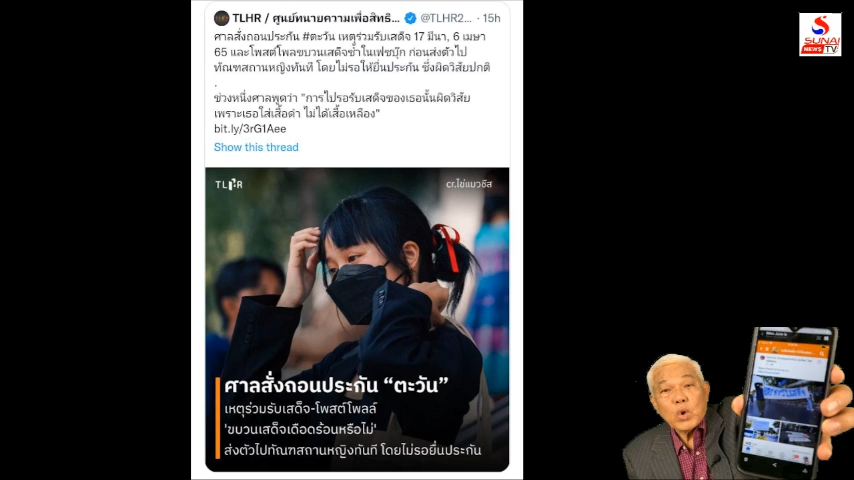 TLHR / ศูนย์ทนายความเพื่อสิทธิ... @TLHR2... · 15h
ศาลสั่งถอนประกัน #ตะวัน เหตุร่วมรับเสด็จ 17 มีนา, 6 เมษา
65 และโพสต์โพลขบวนเสด็จซ้ำในเฟซบุ๊ก ก่อนส่งตัวไป
ทัณฑสถานหญิงทันที โดยไม่รอให้ยื่นประกัน ซึ่งผิดวิสัยปกติ
.
ช่วงหนึ่งศาลพูดว่า "การไปรอรับเสด็จของเธอนั้นผิดวิสัย
เพราะเธอใส่เสื้อดำ ไม่ได้เสื้อเหลือง"
bit.ly/3rG1Aee
Show this thread
TLHR
cr.ไข่แมวชีส
ศาลสั่งถอนประกัน “ตะวัน”
เหตุร่วมรับเสด็จ-โพสต์โพลล์
'ขบวนเสด็จเดือดร้อนหรือไม่'
ส่งตัวไปทัณฑสถานหญิงทันที โดยไม่รอยื่นประกัน
SUNAI
NEWS TV